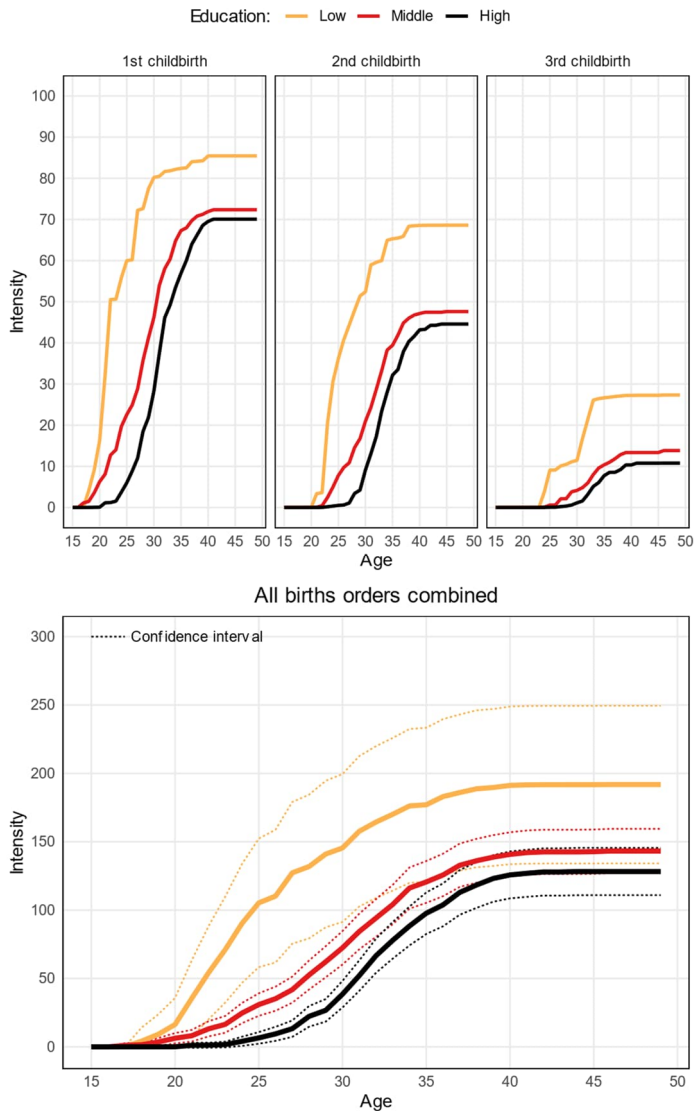 Education: Low Middle High
1st childbirth 2nd childbirth 3rd childbirth
100
90
80
70
60
50
40
30
20
10
0
Intensity
15 20 25 30 35 40 45 50 15 20 25 30 35 40 45 50 15 20 25 30 35 40 45 50
Age
All births orders combined
300
Confidence interval
250
200
150
100
50
0
Intensity
15 20 25 30 35 40 45 50
Age